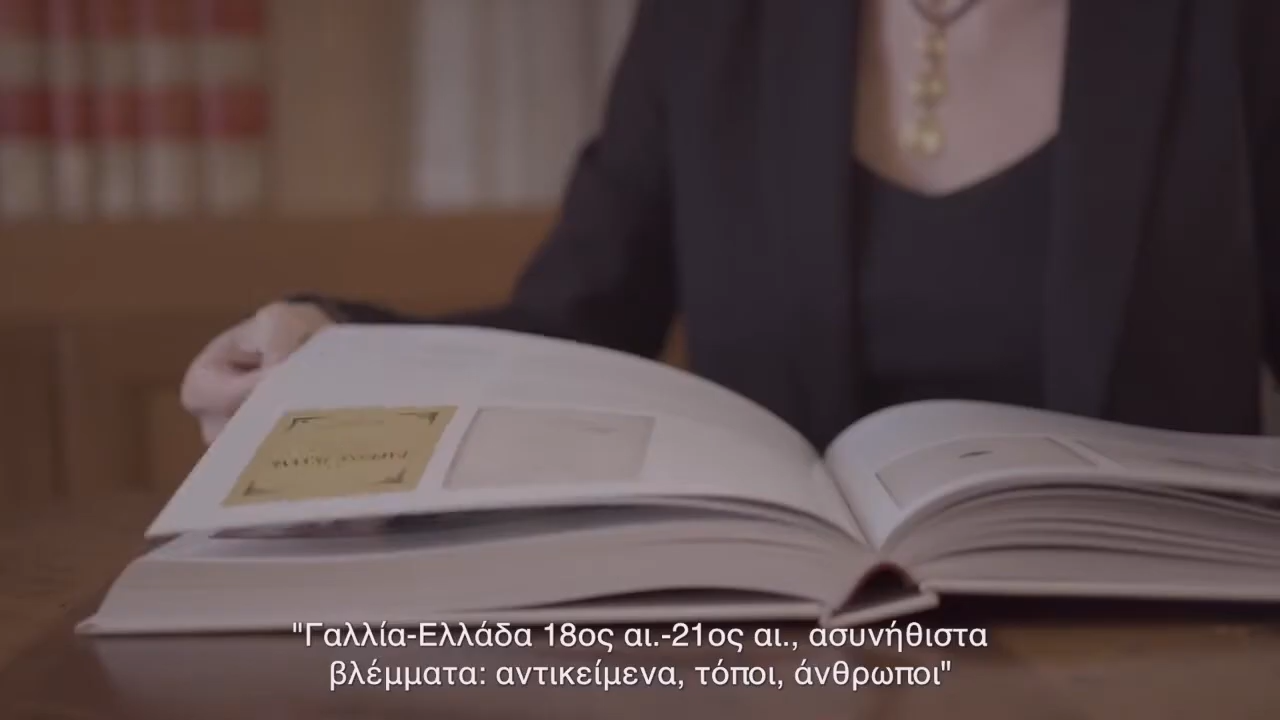 "Γαλλία-Ελλάδα 18ος αι.-21ος αι., ασυνήθιστα
βλέμματα: αντικείμενα, τόποι, άνθρωποι"